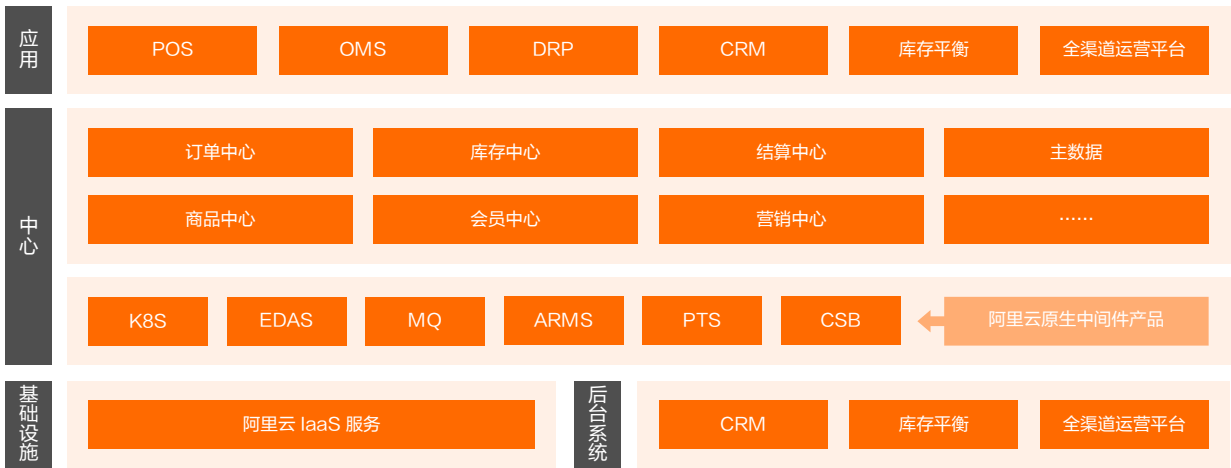 应用
POS
OMS
DRP
CRM
库存平衡
全渠道运营平台
中心
订单中心
库存中心
结算中心
主数据
商品中心
会员中心
营销中心
……
K8S
EDAS
MQ
ARMS
PTS
CSB
阿里云原生中间件产品
基础设施
阿里云 IaaS 服务
后台系统
CRM
库存平衡
全渠道运营平台